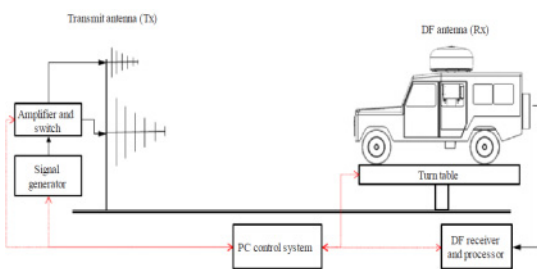 Transmit antenna (Tx)
DF antenna (Rx)
Amplifier and
switch
Signal
generator
Turn table
PC control system
DF receiver
and processor